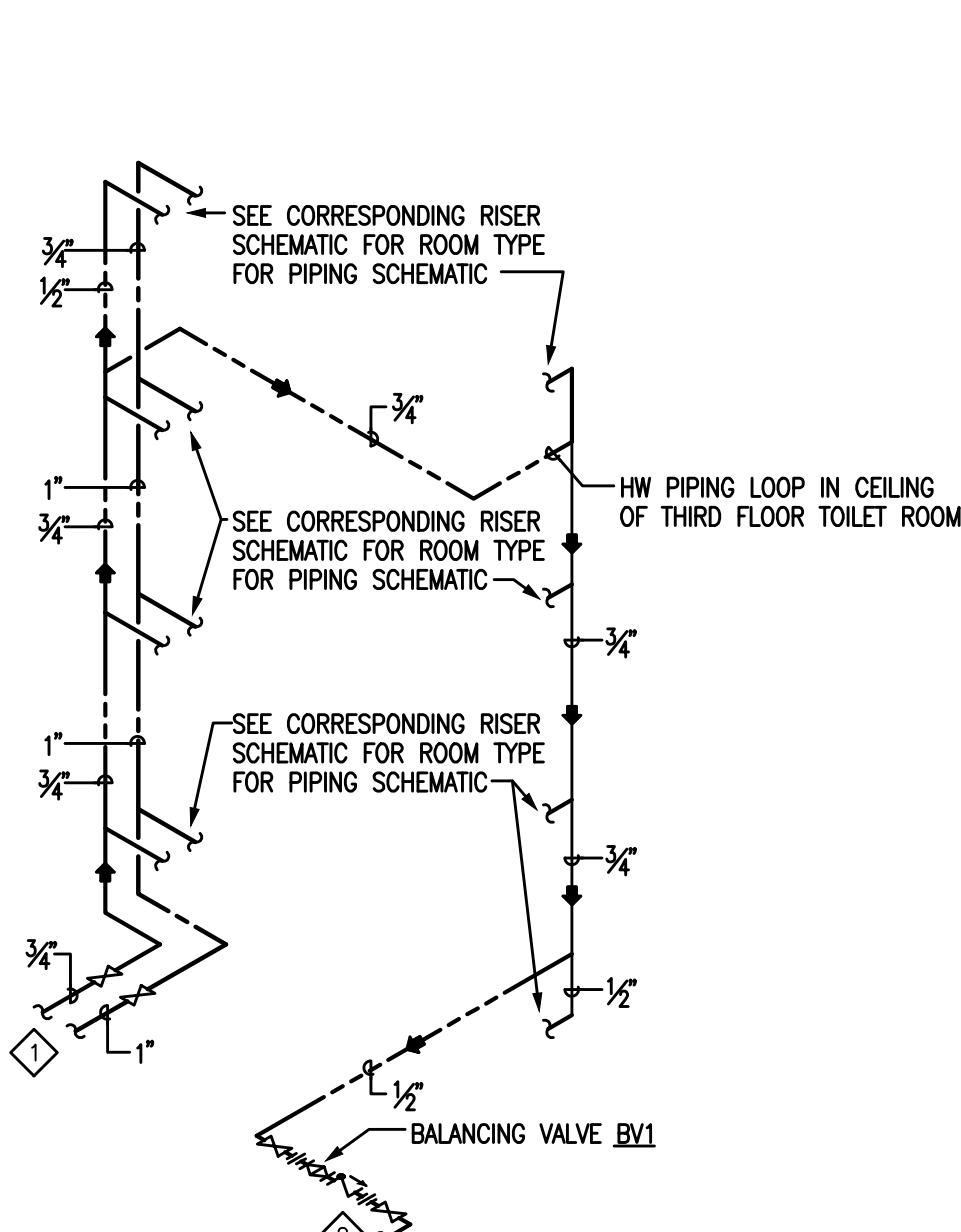 SEE CORRESPONDING RISER
SCHEMATIC FOR ROOM TYPE
FOR PIPING SCHEMATIC
3/4"
1/2"
3/4"
1"
3/4"
HW PIPING LOOP IN CEILING
OF THIRD FLOOR TOILET ROOM
SEE CORRESPONDING RISER
SCHEMATIC FOR ROOM TYPE
FOR PIPING SCHEMATIC
3/4"
SEE CORRESPONDING RISER
SCHEMATIC FOR ROOM TYPE
FOR PIPING SCHEMATIC
1"
3/4"
3/4"
3/4"
1/2"
1
1"
1/2"
BALANCING VALVE BV1